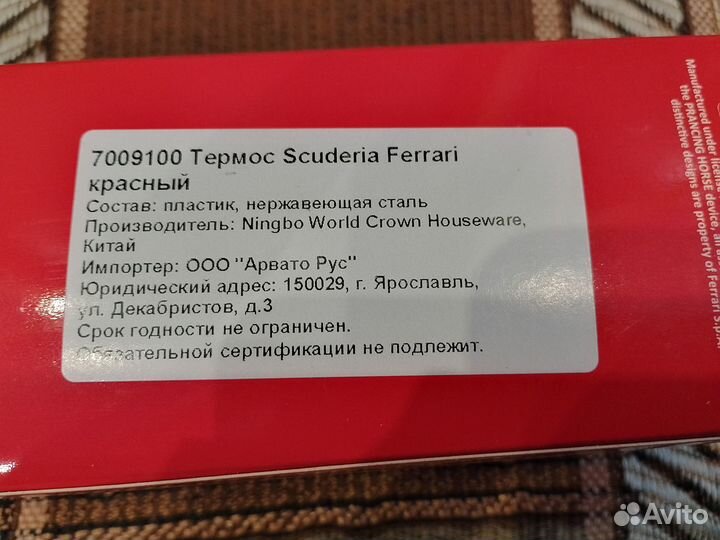 7009100 Термос Scuderia Ferrari
красный
Состав: пластик, нержавеющая сталь
Производитель: Ningbo World Crown Houseware,
Китай
Импортер: ООО "Арвато Рус"
Юридический адрес: 150029, г. Ярославль,
ул. Декабристов, д.3
Срок годности не ограничен.
Обязательной сертификации не подлежит.
Manufactured under licen
the PRANCING HORSE device, all
distinctive designs are property of Ferrari S.p.A.
Avito